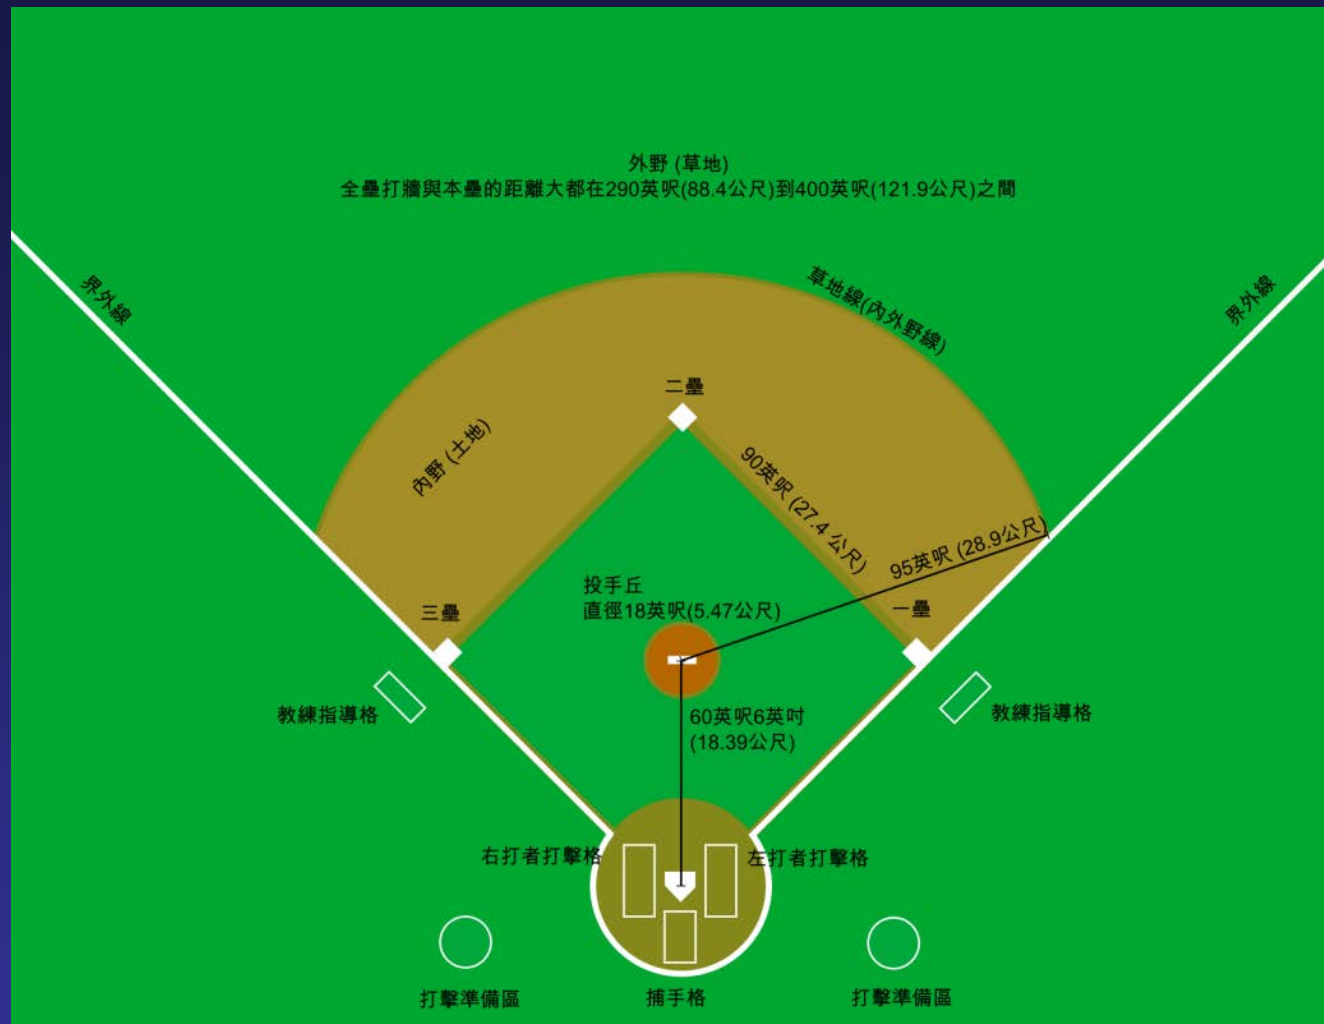 外野 (草地)
全壘打牆與本壘的距離大都在290英呎(88.4公尺)到400英呎(121.9公尺)之間
界外線
草地線(內外野線)
界外線
二壘
內野 (土地)
90英呎 (27.4 公尺)
95英呎 (28.9公尺)
投手丘
直徑18英呎(5.47公尺)
三壘
一壘
教練指導格
60英呎6英吋
(18.39公尺)
教練指導格
右打者打擊格
左打者打擊格
打擊準備區
捕手格
打擊準備區